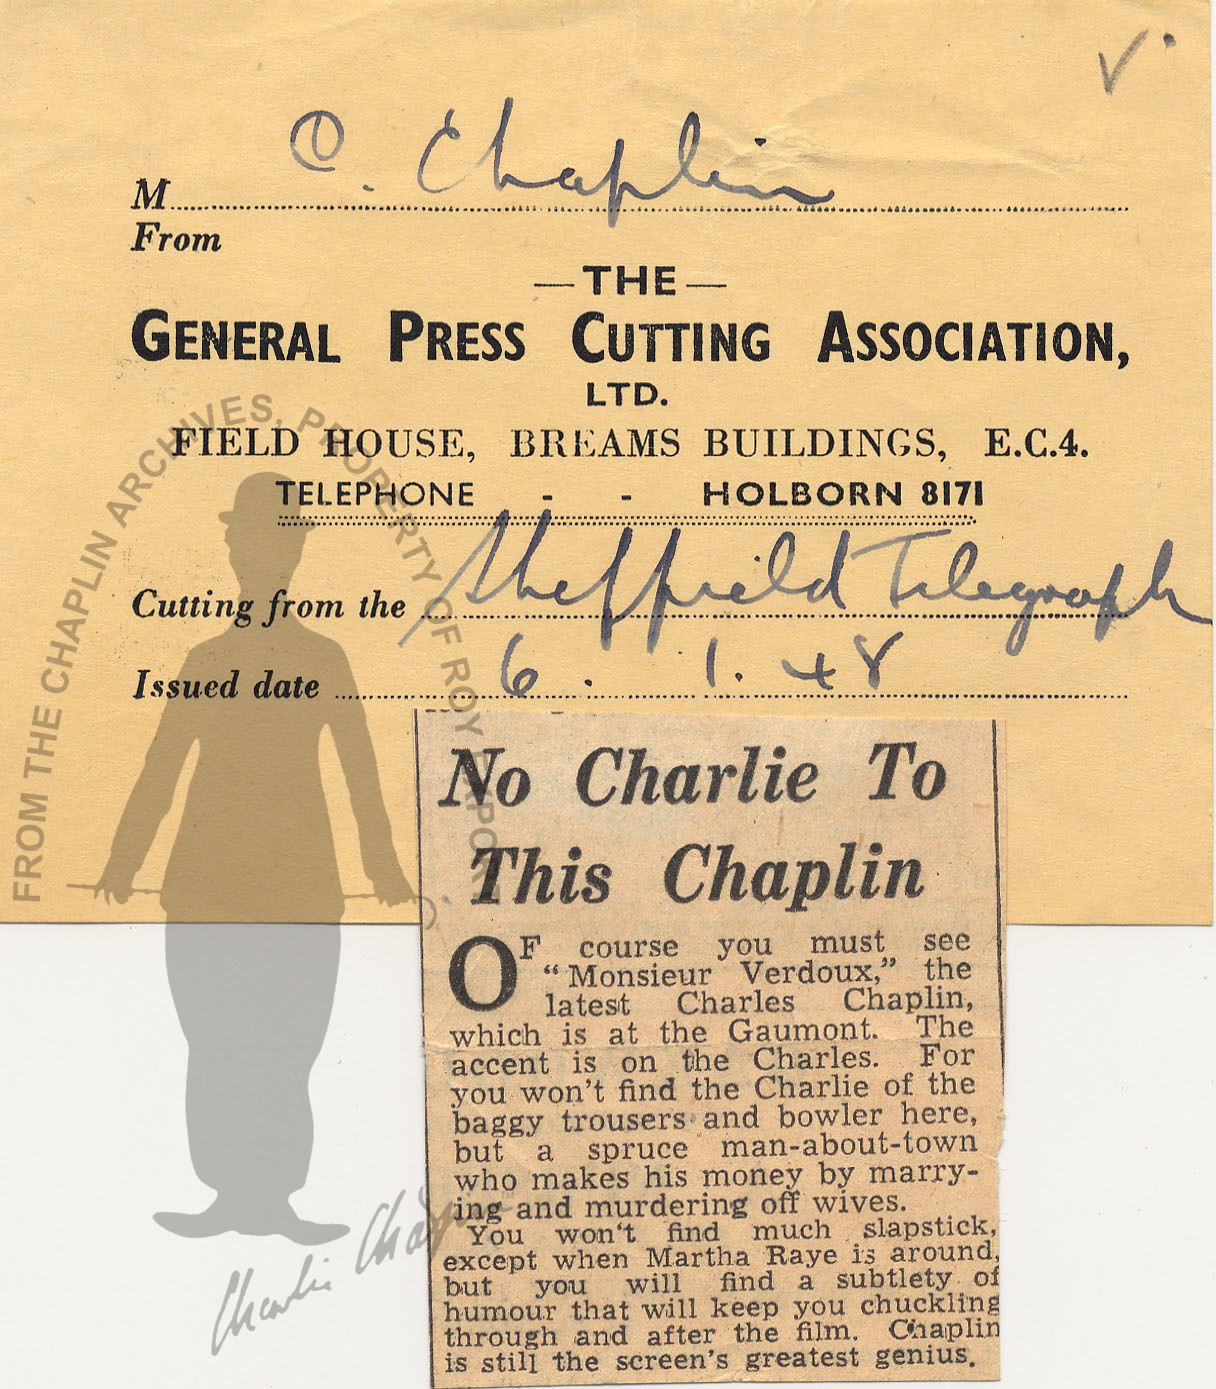 C. Chaplin
M
From
— THE —
GENERAL PRESS CUTTING ASSOCIATION,
LTD.
FIELD HOUSE, BREAMS BUILDINGS, E.C.4.
TELEPHONE - - HOLBORN 8171
Cutting from the Sheffield Telegraph
Issued date 6. 1. 48
No Charlie To
This Chaplin
OF course you must see
"Monsieur Verdoux," the
latest Charles Chaplin,
which is at the Gaumont. The
accent is on the Charles. For
you won't find the Charlie of the
baggy trousers and bowler here,
but a spruce man-about-town
who makes his money by marry-
ing and murdering off wives.
You won't find much slapstick,
except when Martha Raye is around,
but you will find a subtlety of
humour that will keep you chuckling
through and after the film. Chaplin
is still the screen's greatest genius.
FROM THE CHAPLIN ARCHIVES, PROPERTY OF ROY EXPORT
Charlie Chaplin